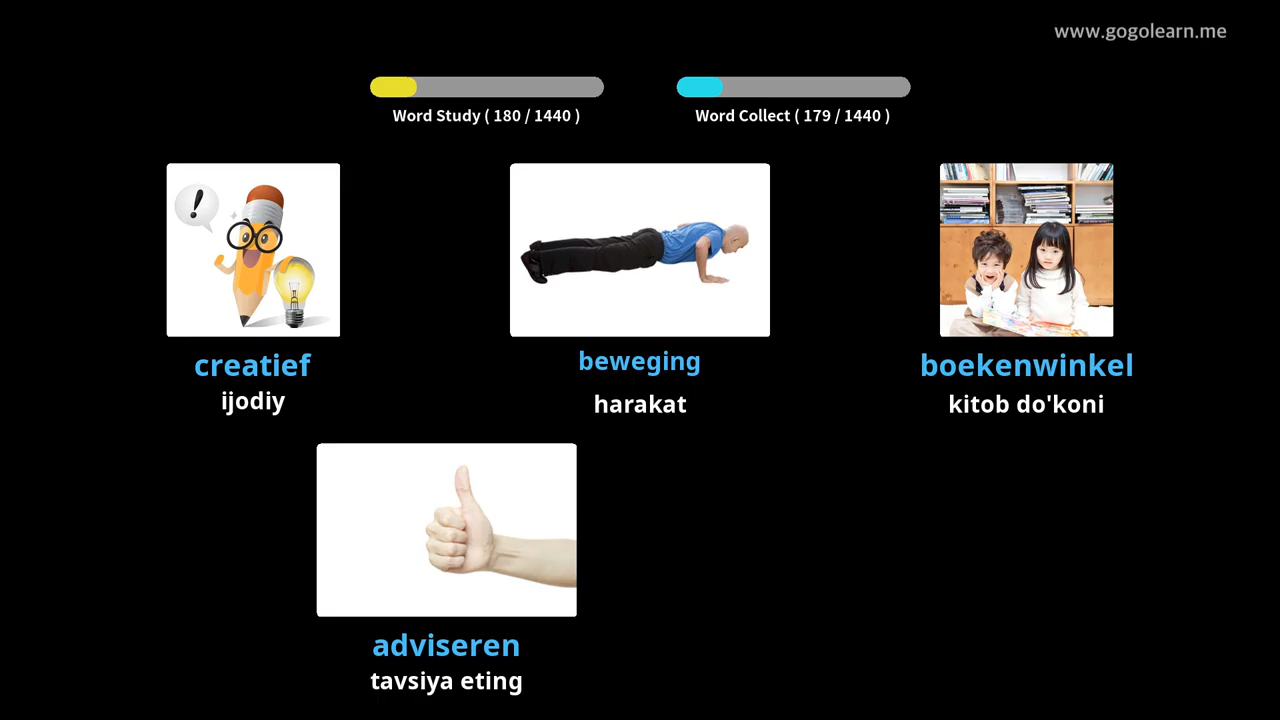 www.gogolearn.me
Word Study ( 180 / 1440 )
Word Collect ( 179 / 1440 )
creatief
ijodiy
beweging
harakat
boekenwinkel
kitob do'koni
adviseren
tavsiya eting